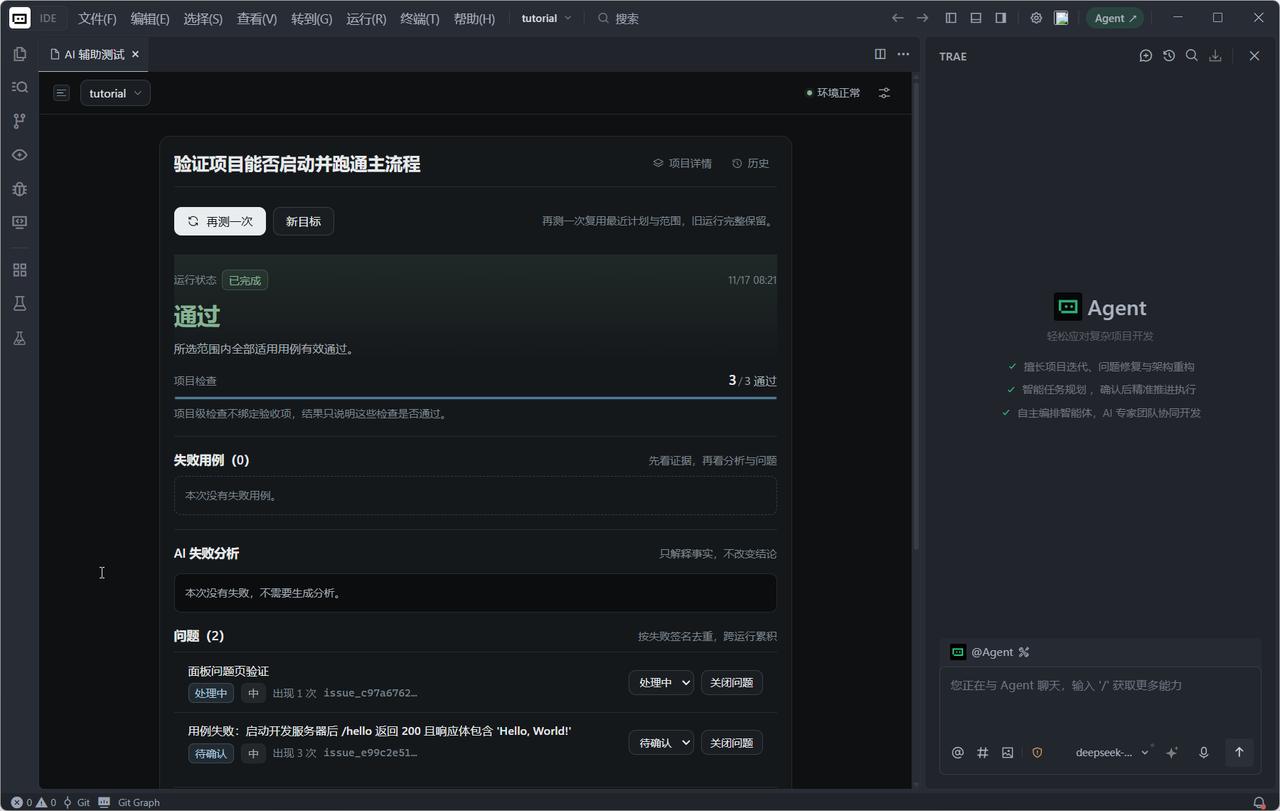 IDE 文件(F) 编辑(E) 选择(S) 查看(V) 转到(G) 运行(R) 终端(T) 帮助(H) tutorial 搜索 Agent ↗
AI 辅助测试
TRAE
tutorial
环境正常
验证项目能否启动并跑通主流程
项目详情 历史
再测一次 新目标 再测一次复用最近计划与范围，旧运行完整保留。
运行状态 已完成 11/17 08:21
通过
所选范围内全部适用用例有效通过。
项目检查 3 / 3 通过
项目级检查不绑定验收项，结果只说明这些检查是否通过。
失败用例（0） 先看证据，再看分析与问题
本次没有失败用例。
AI 失败分析 只解释事实，不改变结论
本次没有失败，不需要生成分析。
问题（2） 按失败签名去重，跨运行累积
面板问题页验证
处理中 中 出现 1 次 issue_c97a6762…
处理中 关闭问题
用例失败：启动开发服务器后 /hello 返回 200 且响应体包含 'Hello, World!'
待确认 中 出现 3 次 issue_e99c2e51…
待确认 关闭问题
Agent
轻松应对复杂项目开发
擅长项目迭代、问题修复与架构重构
智能任务规划，确认后精准推进执行
自主编排智能体，AI 专家团队协同开发
@Agent
您正在与 Agent 聊天，输入 '/' 获取更多能力
deepseek-...
0 0 Git Git Graph